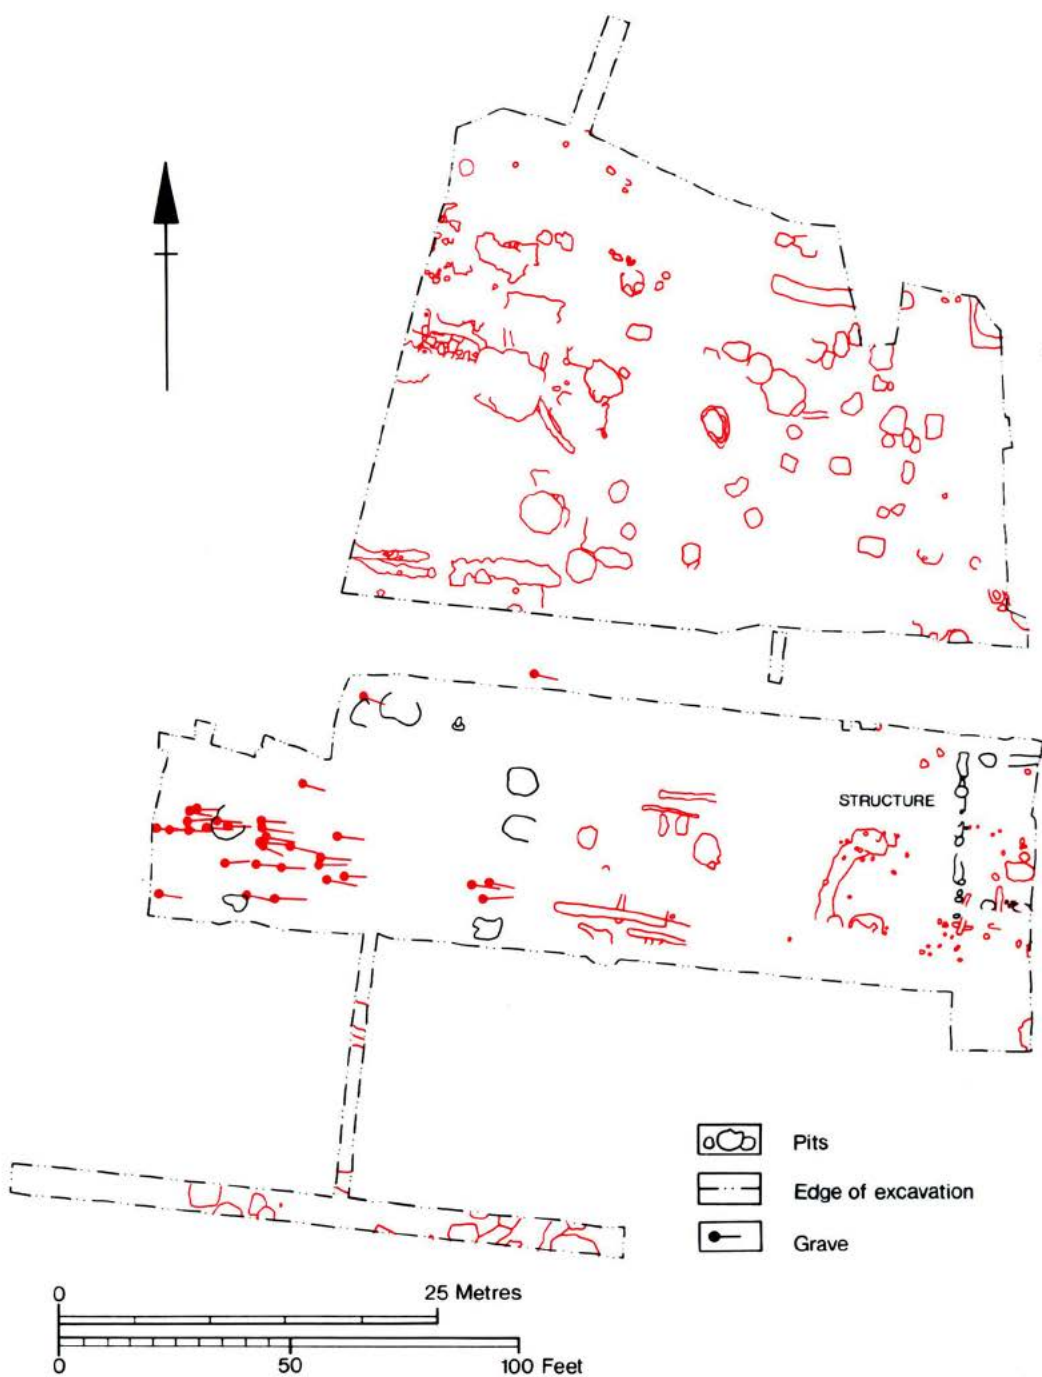 STRUCTURE
Pits
Edge of excavation
Grave
0 25 Metres
0 50 100 Feet